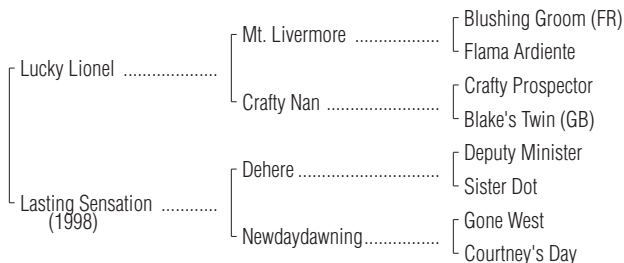 Blushing Groom (FR)
Mt. Livermore ..................
Flama Ardiente
Lucky Lionel ....................
Crafty Prospector
Crafty Nan ........................
Blake's Twin (GB)
Deputy Minister
Dehere ..............................
Sister Dot
Lasting Sensation ............
(1998)
Gone West
Newdaydawning................
Courtney's Day